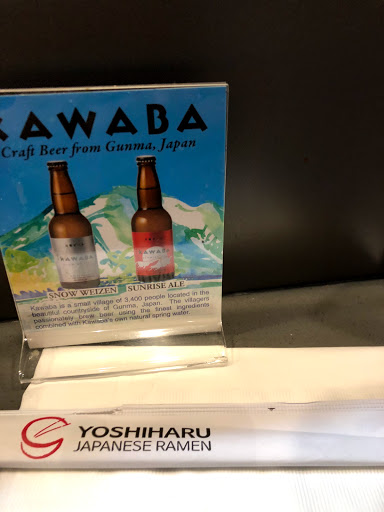 KAWABA
Craft Beer from Gunma, Japan
KAWABA
KAWABA
SNOW WEIZEN SUNRISE ALE
Kawaba is a small village of 3,400 people located in the
beautiful countryside of Gunma, Japan. The villagers
passionately brew beer using the finest ingredients
combined with Kawaba's own natural spring water.
YOSHIHARU
JAPANESE RAMEN